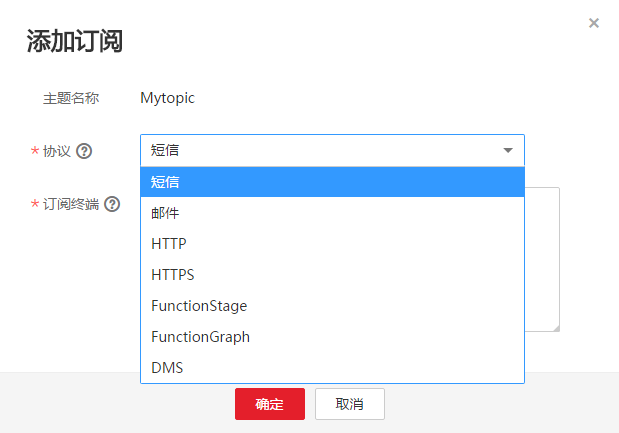 添加订阅
×
主题名称 Mytopic
* 协议 ? 短信
短信
* 订阅终端 ?
邮件
HTTP
HTTPS
FunctionStage
FunctionGraph
DMS
确定 取消